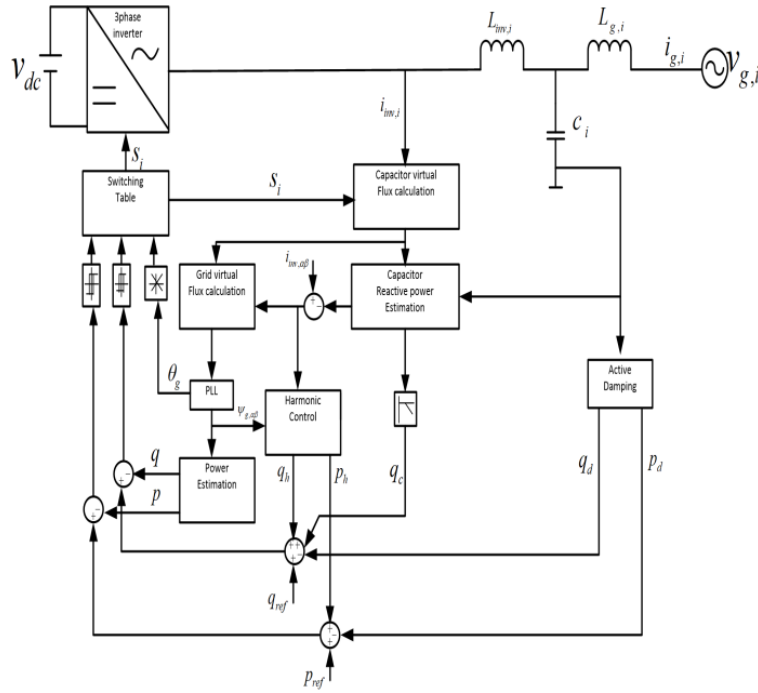 3phase
inverter
v_dc
L_inv,i
L_g,i
i_g,i
v_g,i
i_inv,i
c_i
s_i
Switching
Table
s_i
Capacitor virtual
Flux calculation
Grid virtual
Flux calculation
i_inv,αβ
+
-
Capacitor
Reactive power
Estimation
θ_g
PLL
ψ_g,αβ
Harmonic
Control
Active
Damping
q
p
Power
Estimation
q_h
p_h
q_c
q_d
p_d
+
-
+
-
+
+
+
-
q_ref
+
+
-
p_ref